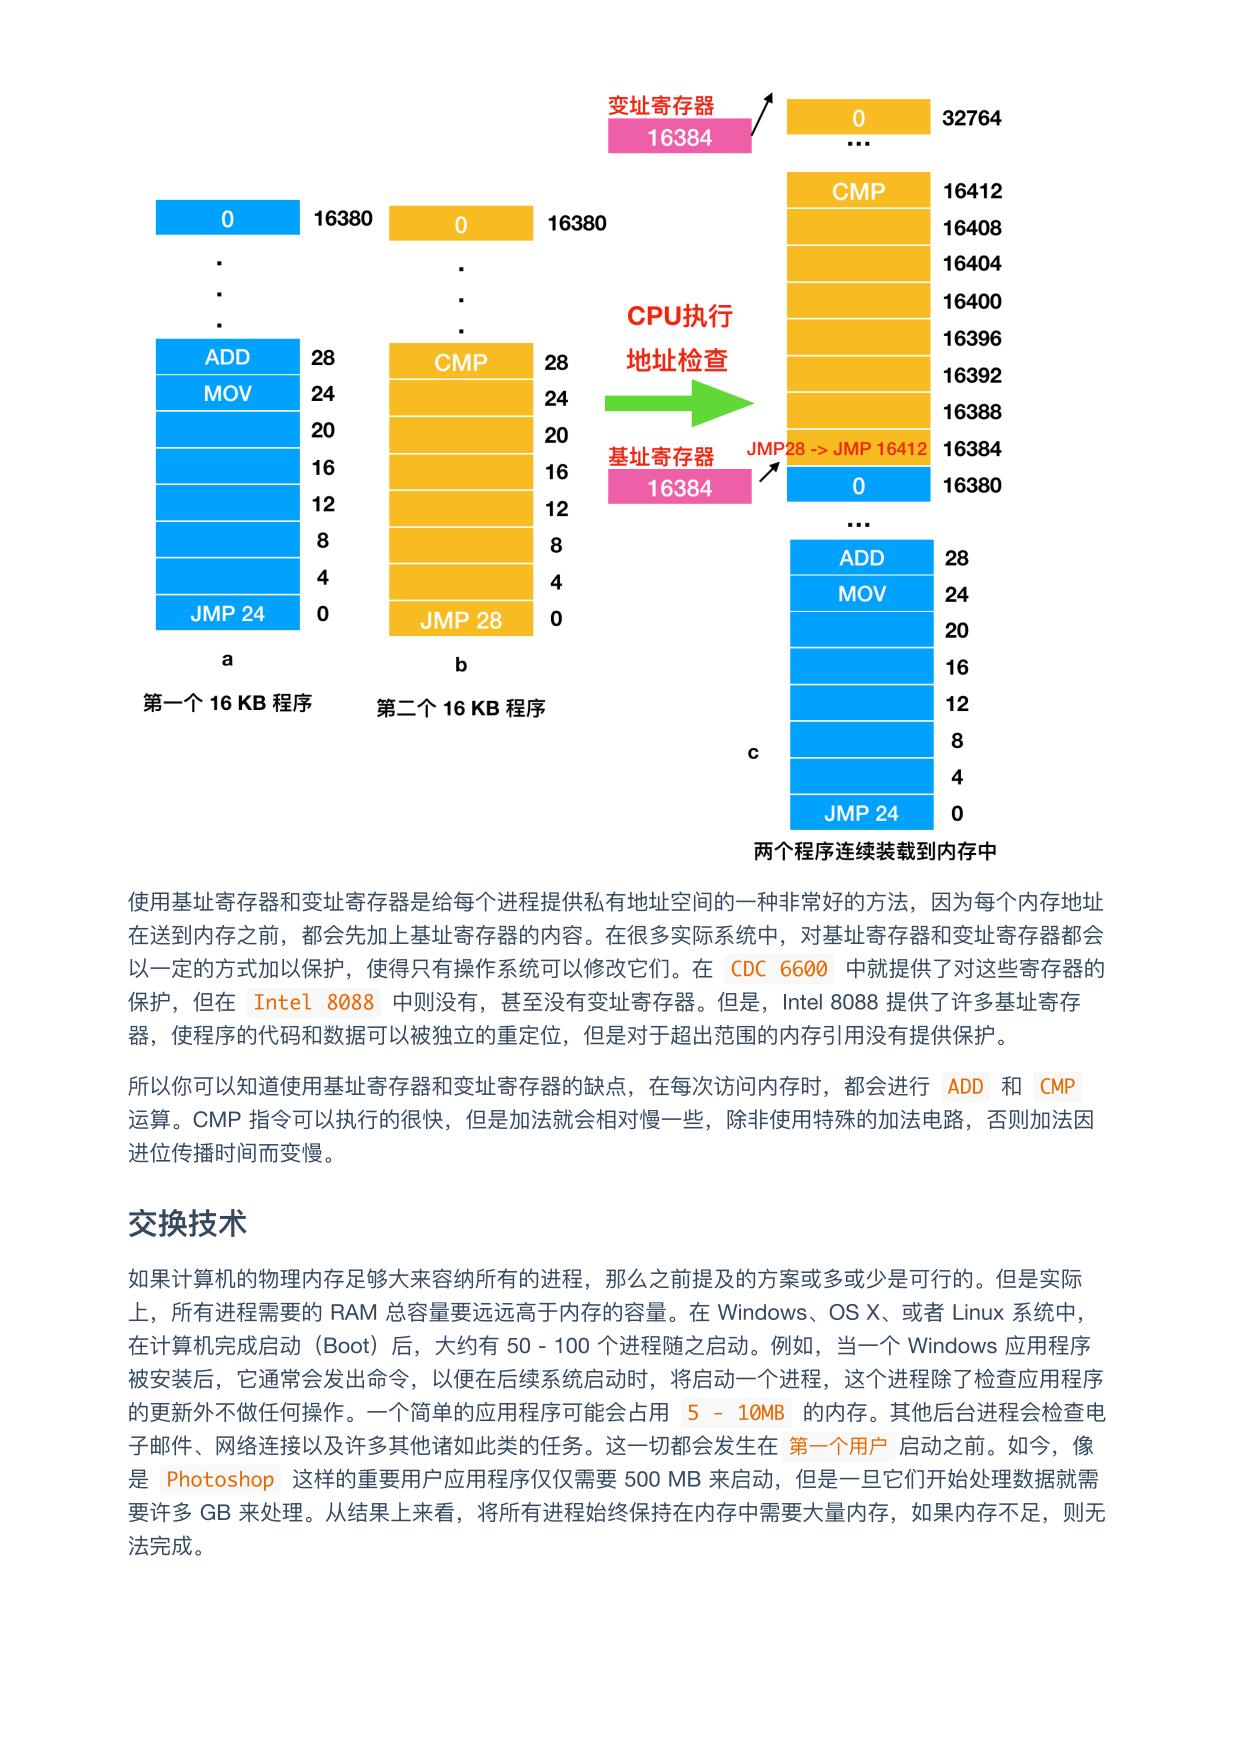 变址寄存器
16384
0 32764
...
CMP 16412
16408
16404
16400
16396
16392
16388
JMP28 -> JMP 16412 16384
0 16380
...
ADD 28
MOV 24
20
16
12
8
4
JMP 24 0
c
两个程序连续装载到内存中
0 16380
.
.
.
ADD 28
MOV 24
20
16
12
8
4
JMP 24 0
a
第一个 16 KB 程序
0 16380
.
.
.
CMP 28
24
20
16
12
8
4
JMP 28 0
b
第二个 16 KB 程序
CPU执行
地址检查
基址寄存器
16384
使用基址寄存器和变址寄存器是给每个进程提供私有地址空间的一种非常好的方法，因为每个内存地址
在送到内存之前，都会先加上基址寄存器的内容。在很多实际系统中，对基址寄存器和变址寄存器都会
以一定的方式加以保护，使得只有操作系统可以修改它们。在 CDC 6600 中就提供了对这些寄存器的
保护，但在 Intel 8088 中则没有，甚至没有变址寄存器。但是，Intel 8088 提供了许多基址寄存
器，使程序的代码和数据可以被独立的重定位，但是对于超出范围的内存引用没有提供保护。
所以你可以知道使用基址寄存器和变址寄存器的缺点，在每次访问内存时，都会进行 ADD 和 CMP
运算。CMP 指令可以执行的很快，但是加法就会相对慢一些，除非使用特殊的加法电路，否则加法因
进位传播时间而变慢。
交换技术
如果计算机的物理内存足够大来容纳所有的进程，那么之前提及的方案或多或少是可行的。但是实际
上，所有进程需要的 RAM 总容量要远远高于内存的容量。在 Windows、OS X、或者 Linux 系统中，
在计算机完成启动（Boot）后，大约有 50 - 100 个进程随之启动。例如，当一个 Windows 应用程序
被安装后，它通常会发出命令，以便在后续系统启动时，将启动一个进程，这个进程除了检查应用程序
的更新外不做任何操作。一个简单的应用程序可能会占用 5 - 10MB 的内存。其他后台进程会检查电
子邮件、网络连接以及许多其他诸如此类的任务。这一切都会发生在 第一个用户 启动之前。如今，像
是 Photoshop 这样的重要用户应用程序仅仅需要 500 MB 来启动，但是一旦它们开始处理数据就需
要许多 GB 来处理。从结果上来看，将所有进程始终保持在内存中需要大量内存，如果内存不足，则无
法完成。